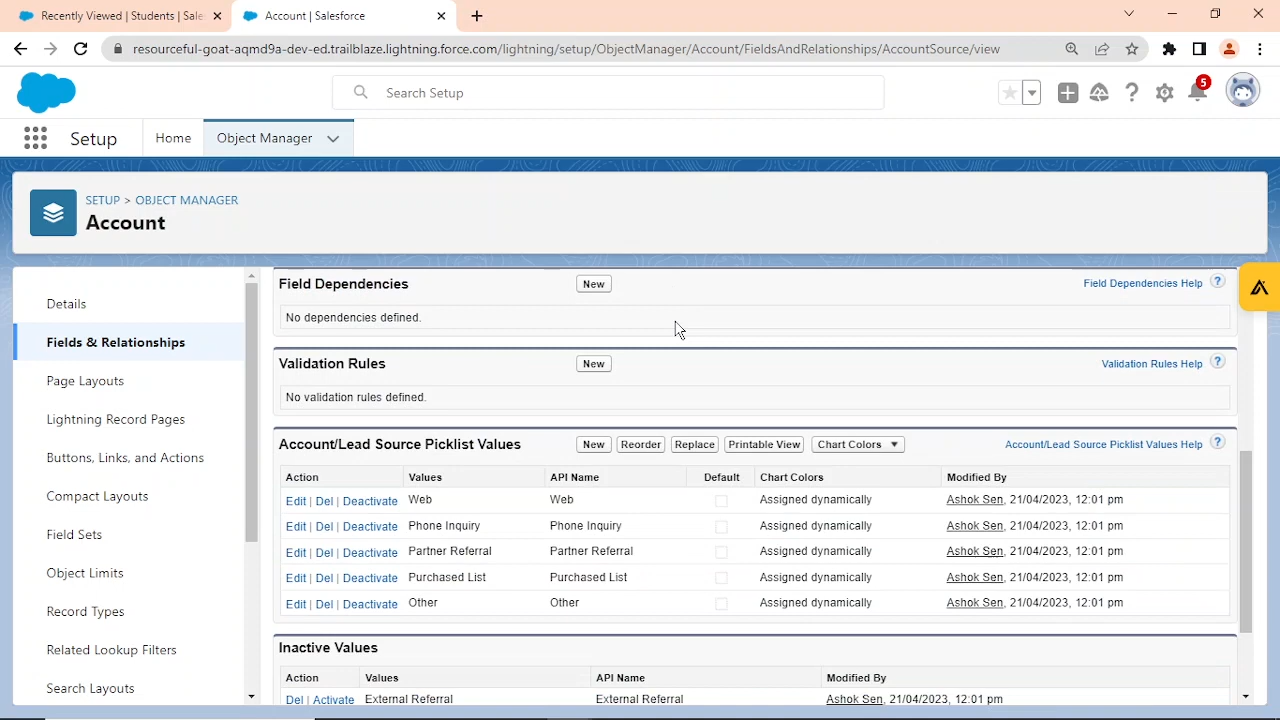 Recently Viewed | Students | Sale
Account | Salesforce
resourceful-goat-aqmd9a-dev-ed.trailblaze.lightning.force.com/lightning/setup/ObjectManager/Account/FieldsAndRelationships/AccountSource/view
Search Setup
5
Setup Home Object Manager
SETUP > OBJECT MANAGER
Account
Details
Fields & Relationships
Page Layouts
Lightning Record Pages
Buttons, Links, and Actions
Compact Layouts
Field Sets
Object Limits
Record Types
Related Lookup Filters
Search Layouts
Field Dependencies New Field Dependencies Help ?
No dependencies defined.
Validation Rules New Validation Rules Help ?
No validation rules defined.
Account/Lead Source Picklist Values New Reorder Replace Printable View Chart Colors Account/Lead Source Picklist Values Help ?
Action Values API Name Default Chart Colors Modified By
Edit | Del | Deactivate Web Web Assigned dynamically Ashok Sen, 21/04/2023, 12:01 pm
Edit | Del | Deactivate Phone Inquiry Phone Inquiry Assigned dynamically Ashok Sen, 21/04/2023, 12:01 pm
Edit | Del | Deactivate Partner Referral Partner Referral Assigned dynamically Ashok Sen, 21/04/2023, 12:01 pm
Edit | Del | Deactivate Purchased List Purchased List Assigned dynamically Ashok Sen, 21/04/2023, 12:01 pm
Edit | Del | Deactivate Other Other Assigned dynamically Ashok Sen, 21/04/2023, 12:01 pm
Inactive Values
Action Values API Name Modified By
Del | Activate External Referral External Referral Ashok Sen, 21/04/2023, 12:01 pm